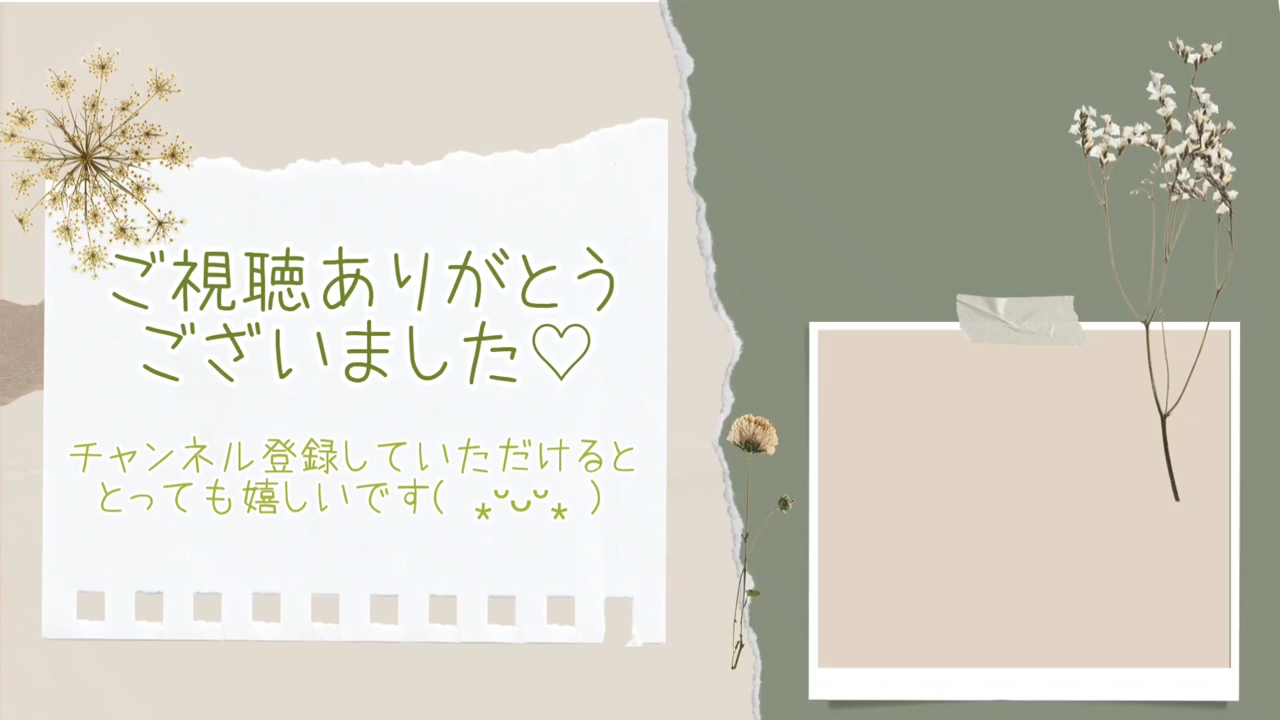 ご視聴ありがとう
ございました♡
チャンネル登録していただけると
とっても嬉しいです( ⁎ᵕᴗᵕ⁎ )